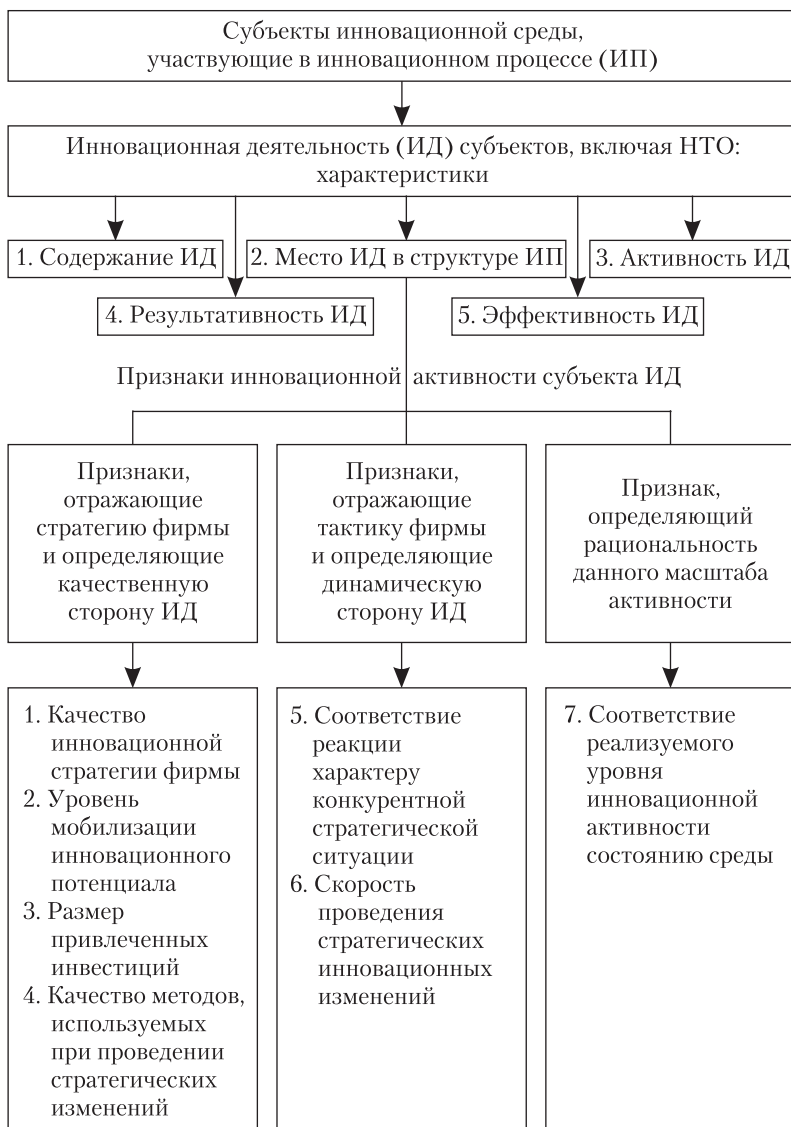 Субъекты инновационной среды,
участвующие в инновационном процессе (ИП)
Инновационная деятельность (ИД) субъектов, включая НТО:
характеристики
1. Содержание ИД
2. Место ИД в структуре ИП
3. Активность ИД
4. Результативность ИД
5. Эффективность ИД
Признаки инновационной активности субъекта ИД
Признаки,
отражающие
стратегию фирмы
и определяющие
качественную
сторону ИД
Признаки,
отражающие
тактику фирмы
и определяющие
динамическую
сторону ИД
Признак,
определяющий
рациональность
данного масштаба
активности
1. Качество
инновационной
стратегии фирмы
2. Уровень
мобилизации
инновационного
потенциала
3. Размер
привлеченных
инвестиций
4. Качество методов,
используемых
при проведении
стратегических
изменений
5. Соответствие
реакции
характеру
конкурентной
стратегической
ситуации
6. Скорость
проведения
стратегических
инновационных
изменений
7. Соответствие
реализуемого
уровня
инновационной
активности
состоянию среды